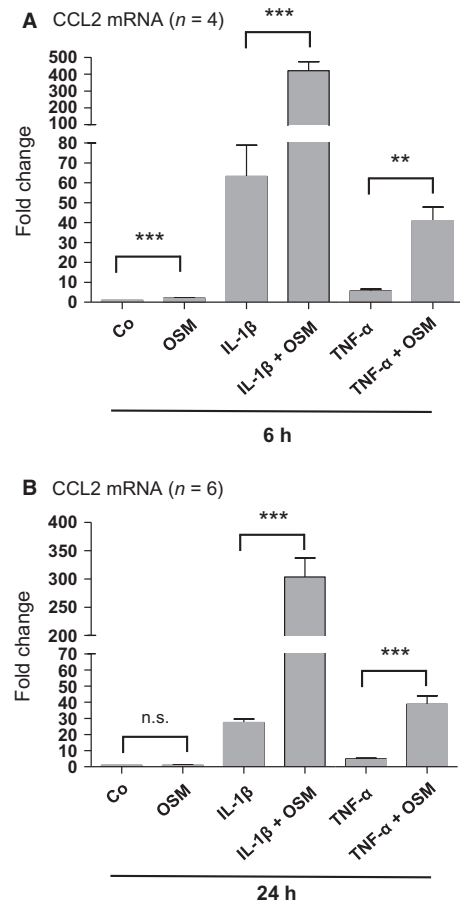 A CCL2 mRNA (n = 4)
***
500
400
300
200
100
80
70
60
50
40
30
20
10
0
Fold change
***
**
Co
OSM
IL-1β
IL-1β + OSM
TNF-α
TNF-α + OSM
6 h
B CCL2 mRNA (n = 6)
400
350
300
250
200
70
60
50
40
30
20
10
0
Fold change
***
***
n.s.
Co
OSM
IL-1β
IL-1β + OSM
TNF-α
TNF-α + OSM
24 h